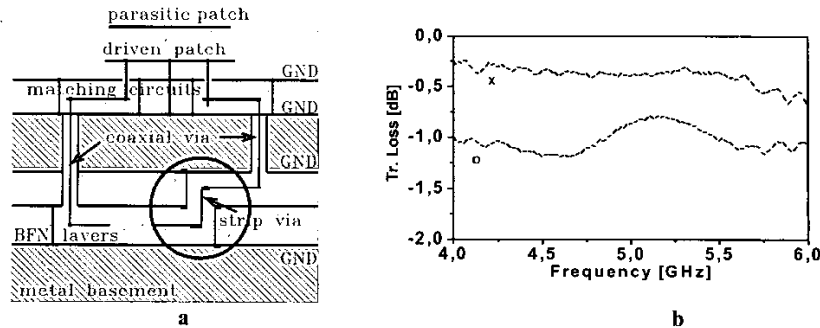 parasitic patch
driven patch
GND
matching circuits
GND
coaxial via
GND
strip via
BFN layers
GND
metal basement
a
b
0,0
-0,5
-1,0
-1,5
-2,0
Tr. Loss [dB]
x
o
4,0 4,5 5,0 5,5 6,0
Frequency [GHz]